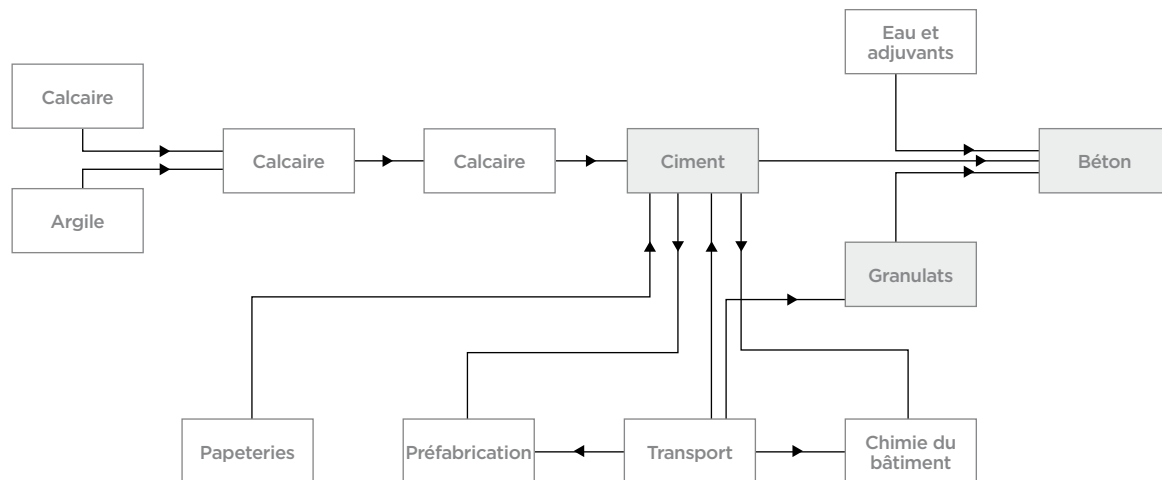 Eau et
adjuvants
Calcaire
Calcaire
Calcaire
Ciment
Béton
Argile
Granulats
Papeteries
Préfabrication
Transport
Chimie du
bâtiment